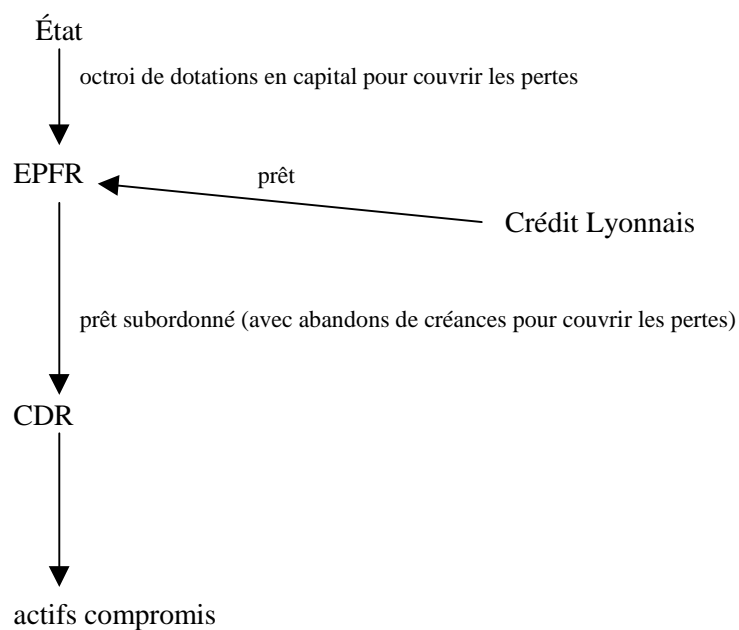 État
octroi de dotations en capital pour couvrir les pertes
EPFR
prêt
Crédit Lyonnais
prêt subordonné (avec abandons de créances pour couvrir les pertes)
CDR
actifs compromis